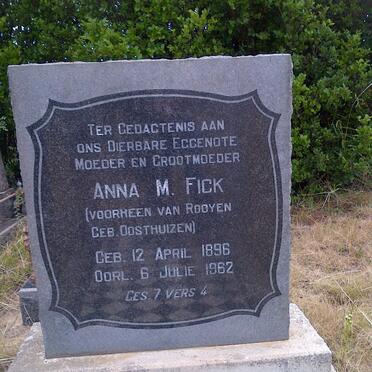 TER GEDACTENIS AAN
ONS DIERBARE EGGENOTE
MOEDER EN GROOTMOEDER
ANNA M. FICK
(VOORHEEN VAN ROOYEN
GEB. OOSTHUIZEN)
GEB. 12 APRIL 1896
OORL. 6 JULIE 1962
GES 7 VERS 4